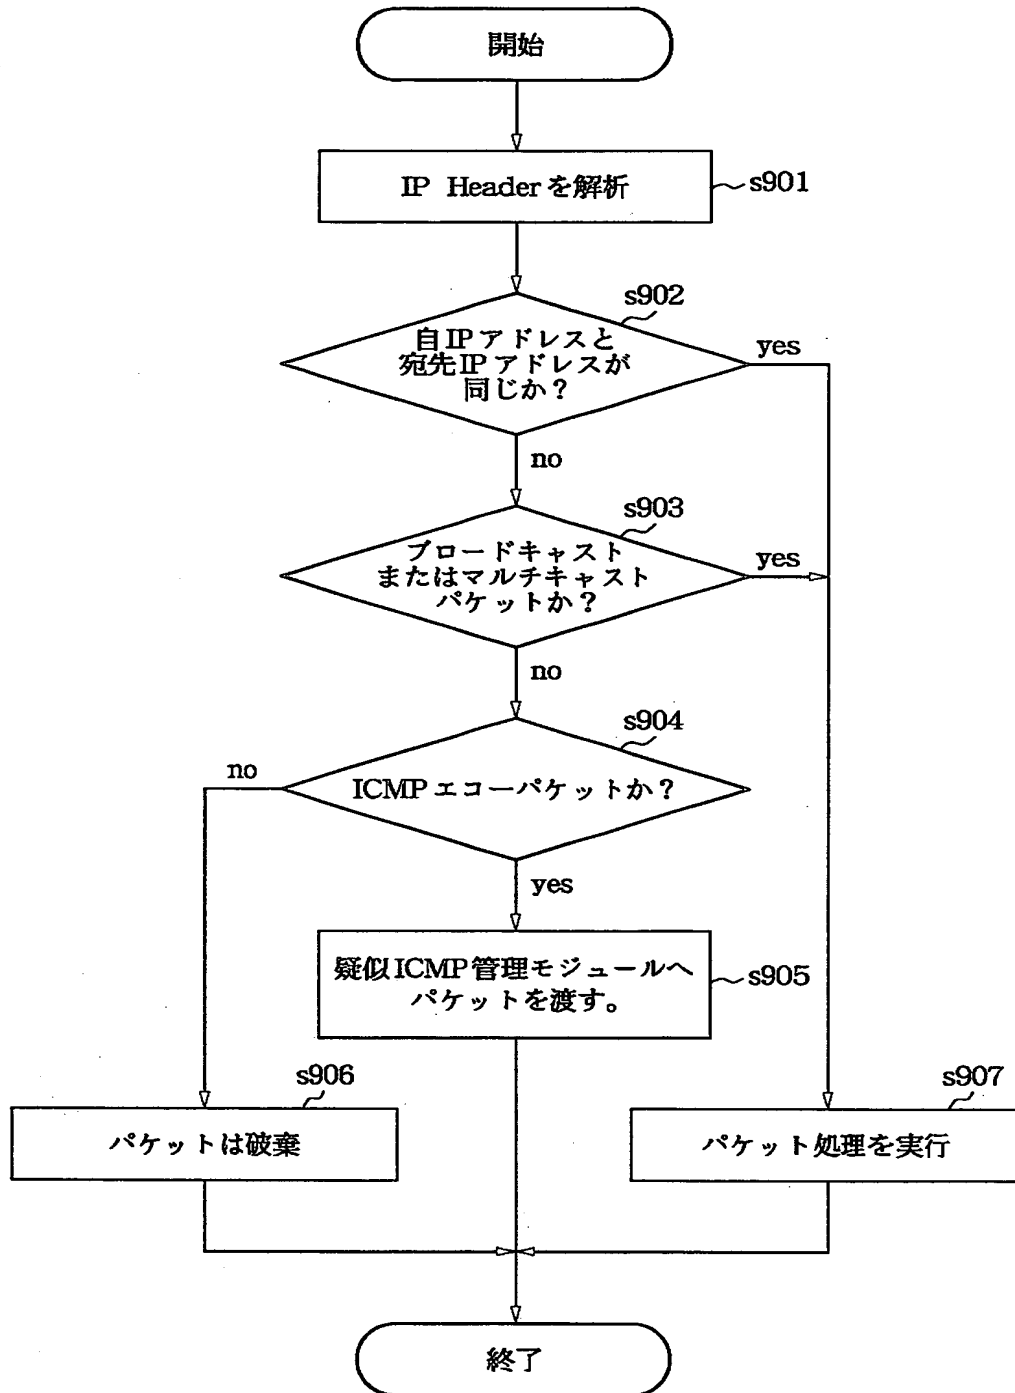 開始
IP Headerを解析
s901
s902
自IPアドレスと
宛先IPアドレスが
同じか？
yes
no
s903
ブロードキャスト
またはマルチキャスト
パケットか？
yes
no
s904
ICMPエコーパケットか？
no
yes
疑似ICMP管理モジュールへ
パケットを渡す。
s905
s906
パケットは破棄
s907
パケット処理を実行
終了